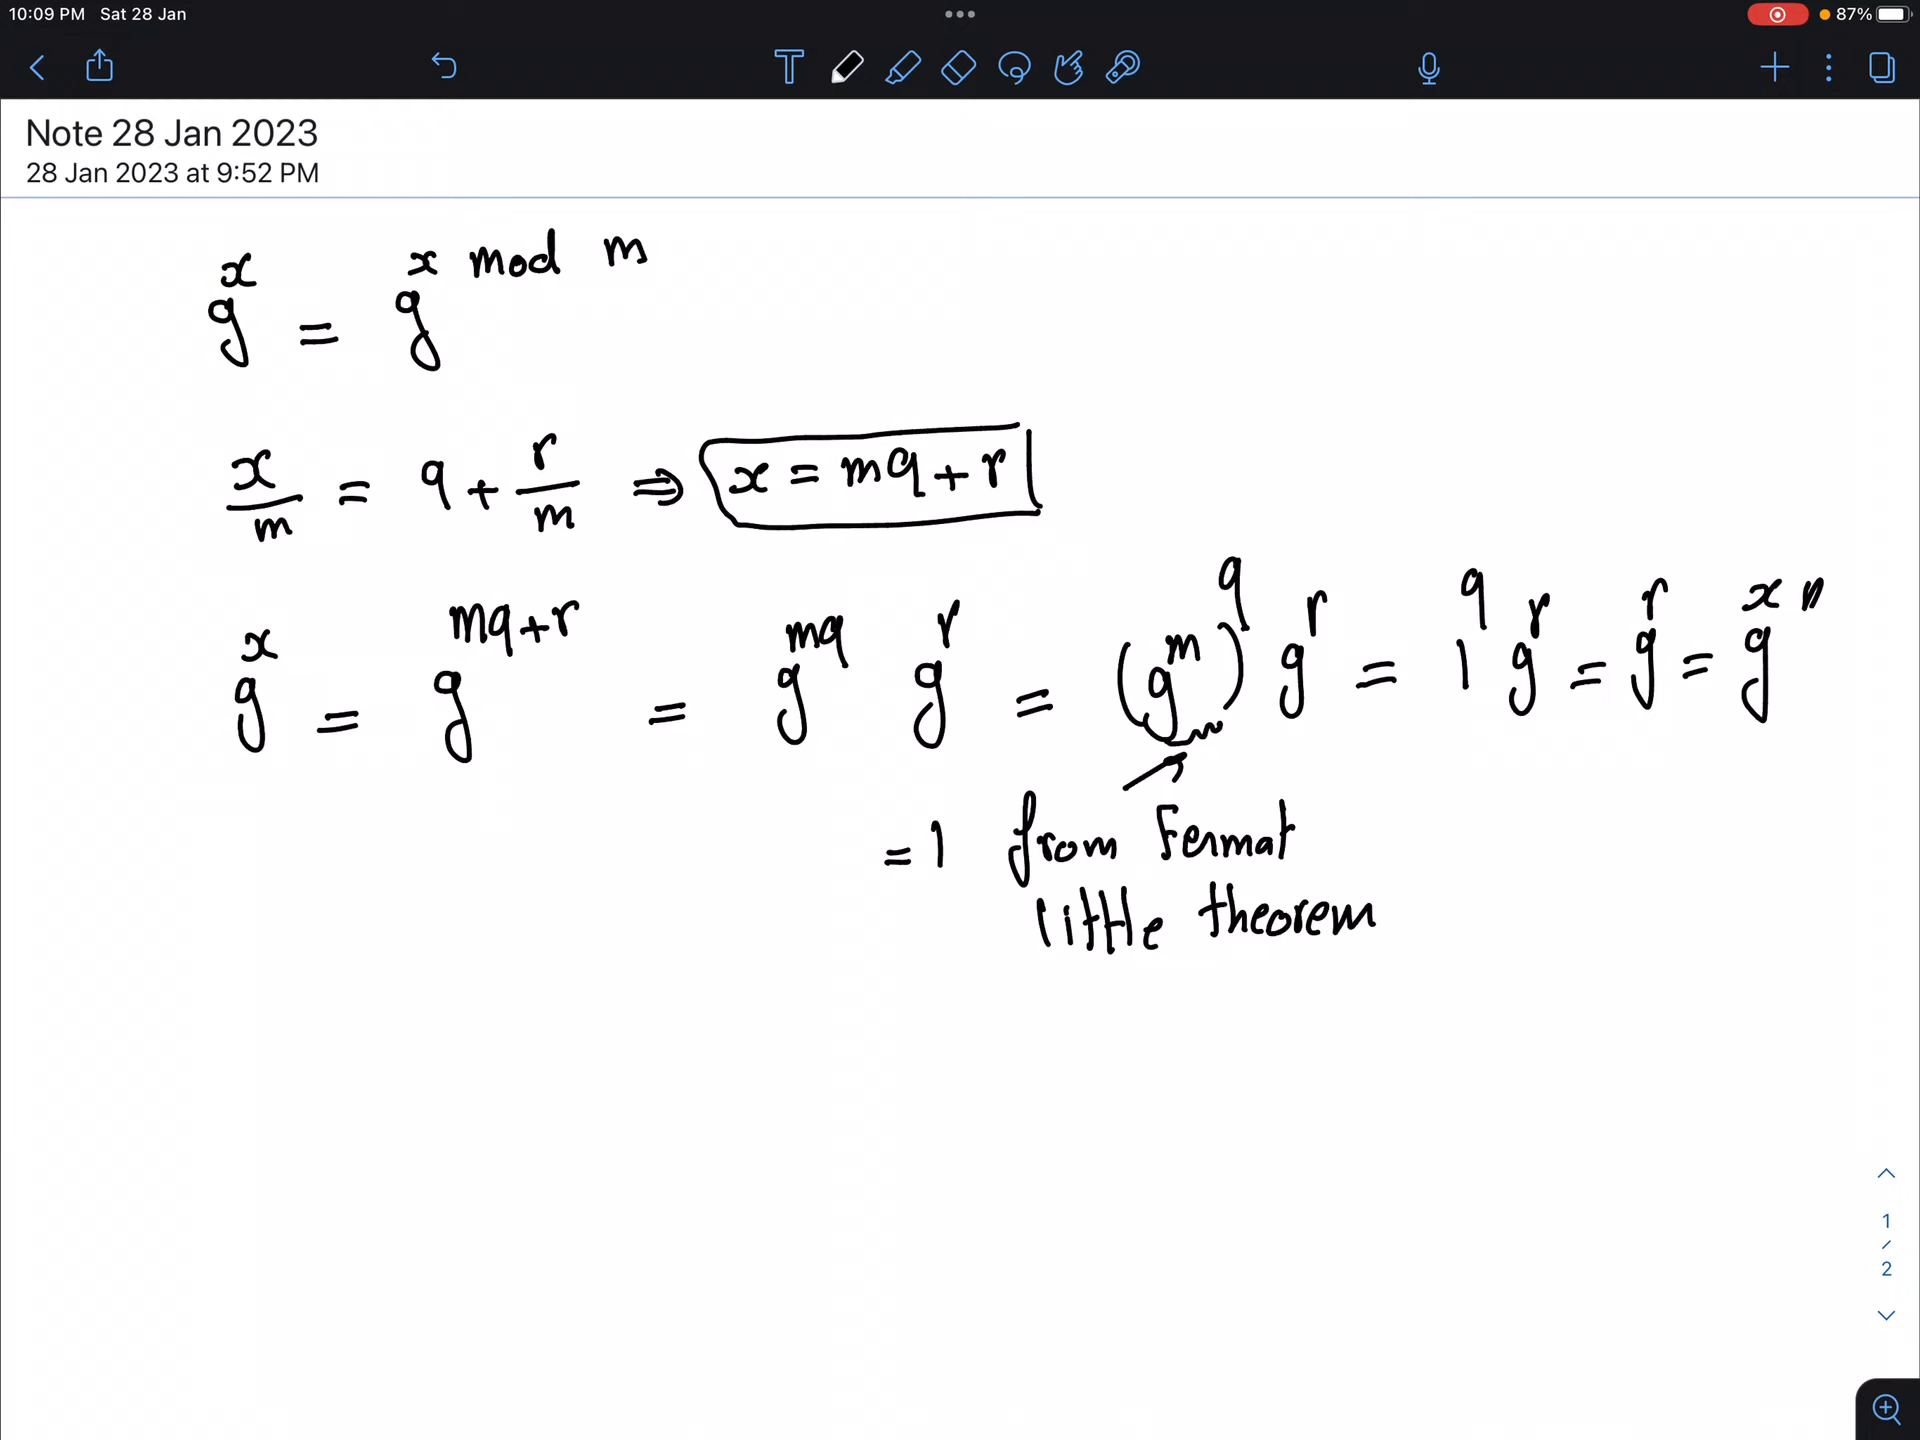 10:09 PM Sat 28 Jan
87%
Note 28 Jan 2023
28 Jan 2023 at 9:52 PM
g^x = g^(x mod m)
x/m = q + r/m ⇒ x = mq + r
g^x = g^(mq+r) = g^(mq) g^r = (g^m)^q g^r = 1^q g^r = g^r = g^x
= 1 from Fermat
little theorem
1
/
2